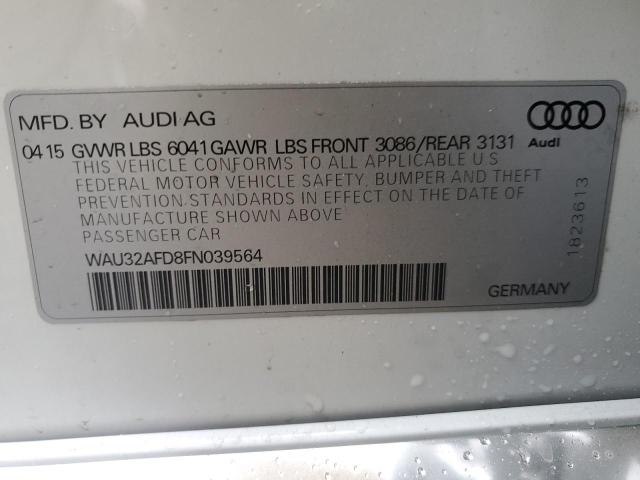 MFD. BY AUDI AG
Audi
04 15 GVWR LBS 6041 GAWR LBS FRONT 3086/REAR 3131
THIS VEHICLE CONFORMS TO ALL APPLICABLE U.S
FEDERAL MOTOR VEHICLE SAFETY, BUMPER AND THEFT
PREVENTION STANDARDS IN EFFECT ON THE DATE OF
MANUFACTURE SHOWN ABOVE
PASSENGER CAR
WAU32AFD8FN039564
1823613
GERMANY